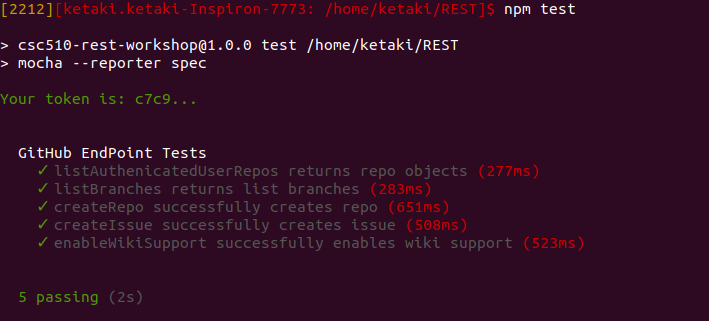 [2212][ketaki.ketaki-Inspiron-7773: /home/ketaki/REST]$ npm test
> csc510-rest-workshop@1.0.0 test /home/ketaki/REST
> mocha --reporter spec
Your token is: c7c9...
GitHub EndPoint Tests
✓ listAuthenicatedUserRepos returns repo objects (277ms)
✓ listBranches returns list branches (283ms)
✓ createRepo successfully creates repo (651ms)
✓ createIssue successfully creates issue (508ms)
✓ enableWikiSupport successfully enables wiki support (523ms)
5 passing (2s)